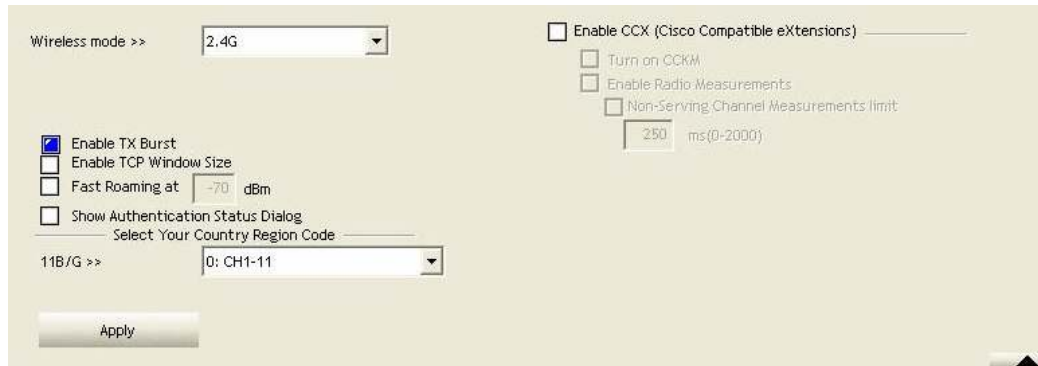 Wireless mode >> 2.4G
Enable TX Burst
Enable TCP Window Size
Fast Roaming at -70 dBm
Show Authentication Status Dialog
Select Your Country Region Code
11B/G >> 0: CH1-11
Apply
Enable CCX (Cisco Compatible eXtensions)
Turn on CCKM
Enable Radio Measurements
Non-Serving Channel Measurements limit
250 ms(0-2000)